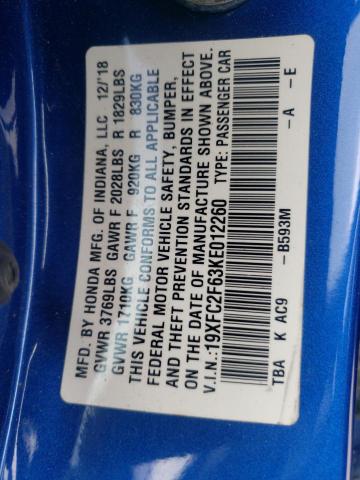 MFD. BY HONDA MFG. OF INDIANA, LLC 12/'18
GVWR 3769LBS GAWR F 2028LBS R 1829LBS
GVWR 1710KG GAWR F 920KG R 830KG
THIS VEHICLE CONFORMS TO ALL APPLICABLE
FEDERAL MOTOR VEHICLE SAFETY, BUMPER,
AND THEFT PREVENTION STANDARDS IN EFFECT
ON THE DATE OF MANUFACTURE SHOWN ABOVE.
V.I.N.:19XFC2F63KE012260 TYPE: PASSENGER CAR
TBA K AC9 -B593M -A -E